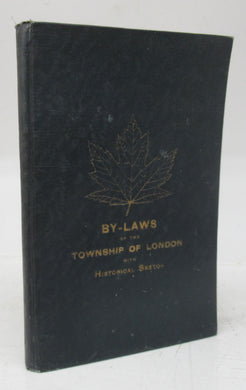 BY-LAWS
OF THE
TOWNSHIP OF LONDON
WITH
HISTORICAL SKETCH